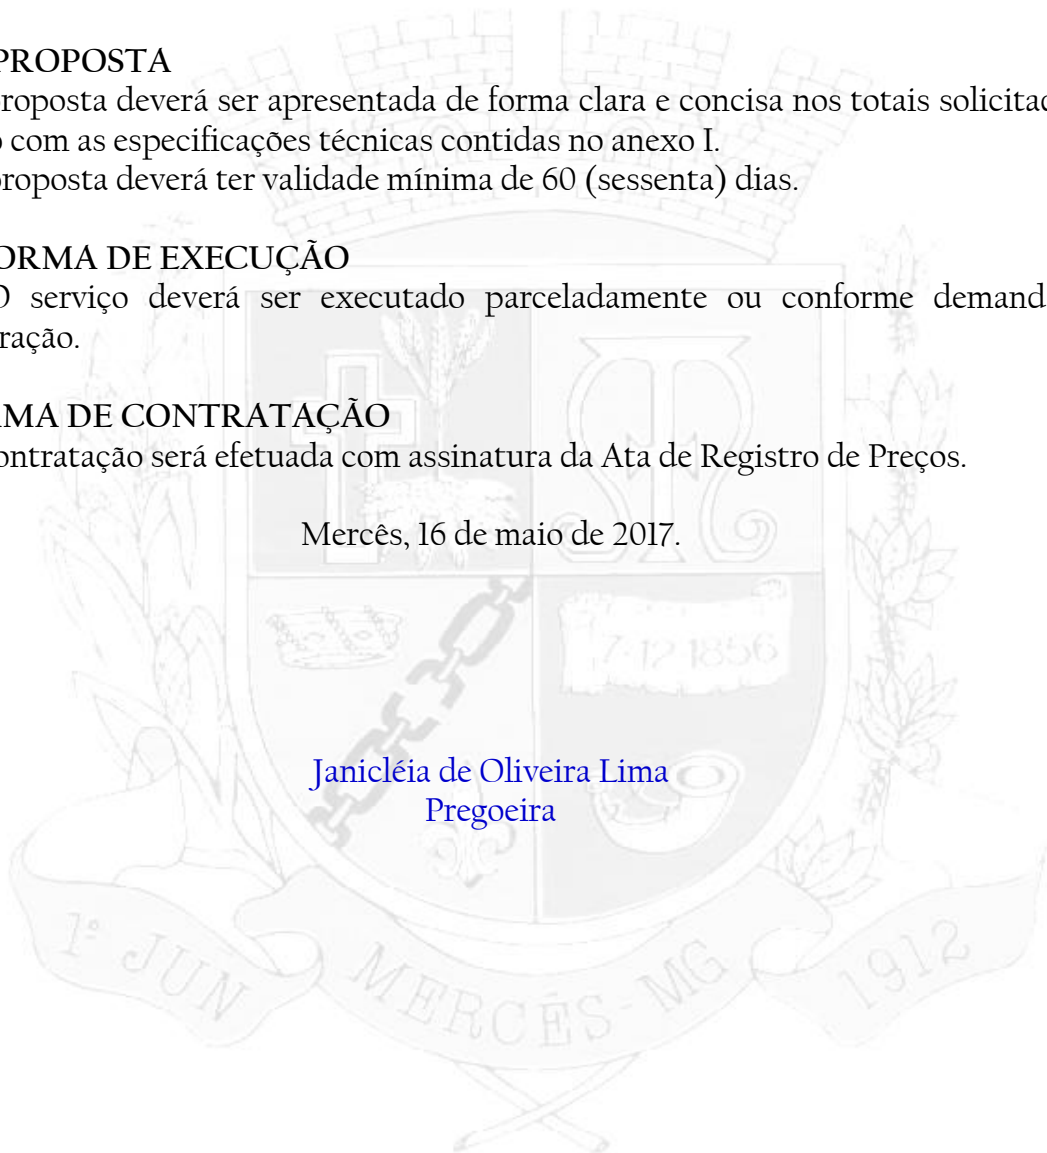 PROPOSTA
roposta deverá ser apresentada de forma clara e concisa nos totais solicitad
o com as especificações técnicas contidas no anexo I.
proposta deverá ter validade mínima de 60 (sessenta) dias.
ORMA DE EXECUÇÃO
O serviço deverá ser executado parceladamente ou conforme demand
ração.
MA DE CONTRATAÇÃO
ontratação será efetuada com assinatura da Ata de Registro de Preços.
Mercês, 16 de maio de 2017.
7·12 1856
Janicléia de Oliveira Lima
Pregoeira
1º JUN MERCÊS-MG 1912